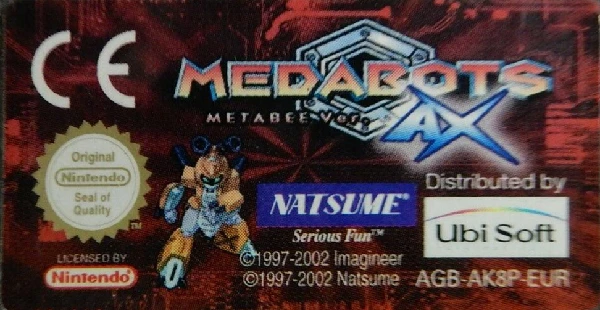 CE
MEDABOTS
METABEE Ver.
AX
Original
Nintendo
Seal of
Quality
TM
LICENSED BY
Nintendo
NATSUME®
Serious Fun™
©1997-2002 Imagineer
©1997-2002 Natsume
Distributed by
Ubi Soft
AGB-AK8P-EUR